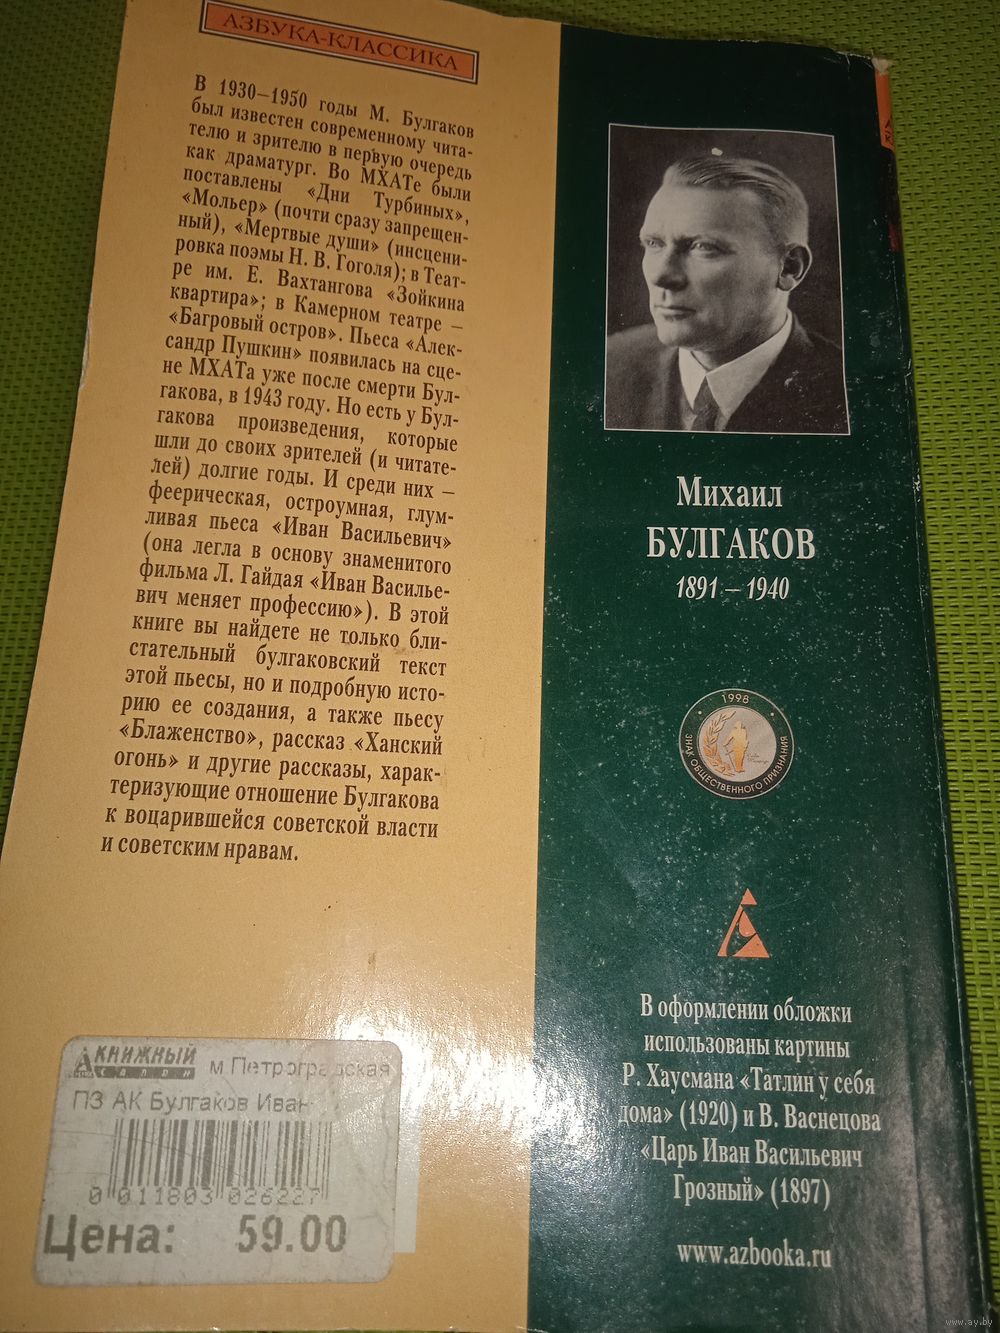 АЗБУКА-КЛАССИКА
В 1930–1950 годы М. Булгаков
был известен современному чита-
телю и зрителю в первую очередь
как драматург. Во МХАТе были
поставлены «Дни Турбиных»,
«Мольер» (почти сразу запрещен-
ный), «Мертвые души» (инсцени-
ровка поэмы Н. В. Гоголя); в Теат-
ре им. Е. Вахтангова «Зойкина
квартира»; в Камерном театре –
«Багровый остров». Пьеса «Алек-
сандр Пушкин» появилась на сце-
не МХАТа уже после смерти Бул-
гакова, в 1943 году. Но есть у Бул-
гакова произведения, которые
шли до своих зрителей (и читате-
лей) долгие годы. И среди них –
феерическая, остроумная, глум-
ливая пьеса «Иван Васильевич»
(она легла в основу знаменитого
фильма Л. Гайдая «Иван Василье-
вич меняет профессию»). В этой
книге вы найдете не только бли-
стательный булгаковский текст
этой пьесы, но и подробную исто-
рию ее создания, а также пьесу
«Блаженство», рассказ «Ханский
огонь» и другие рассказы, харак-
теризующие отношение Булгакова
к воцарившейся советской власти
и советским нравам.
КНИЖНЫЙ
САЛОН
м.Петроградская
ПЗ АК Булгаков Иван
0 011803 026227
Цена: 59.00
Михаил
БУЛГАКОВ
1891 – 1940
1998
ЗНАК ОБЩЕСТВЕННОГО ПРИЗНАНИЯ
В оформлении обложки
использованы картины
Р. Хаусмана «Татлин у себя
дома» (1920) и В. Васнецова
«Царь Иван Васильевич
Грозный» (1897)
www.azbooka.ru
www.ay.by